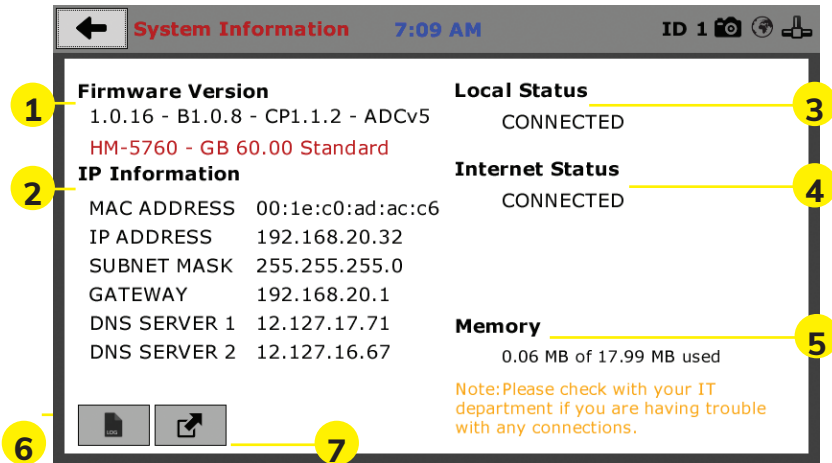 System Information 7:09 AM ID 1
1 Firmware Version
1.0.16 - B1.0.8 - CP1.1.2 - ADCv5
HM-5760 - GB 60.00 Standard
2 IP Information
MAC ADDRESS 00:1e:c0:ad:ac:c6
IP ADDRESS 192.168.20.32
SUBNET MASK 255.255.255.0
GATEWAY 192.168.20.1
DNS SERVER 1 12.127.17.71
DNS SERVER 2 12.127.16.67
Local Status 3
CONNECTED
Internet Status 4
CONNECTED
Memory 5
0.06 MB of 17.99 MB used
Note:Please check with your IT
department if you are having trouble
with any connections.
6 LOG 7